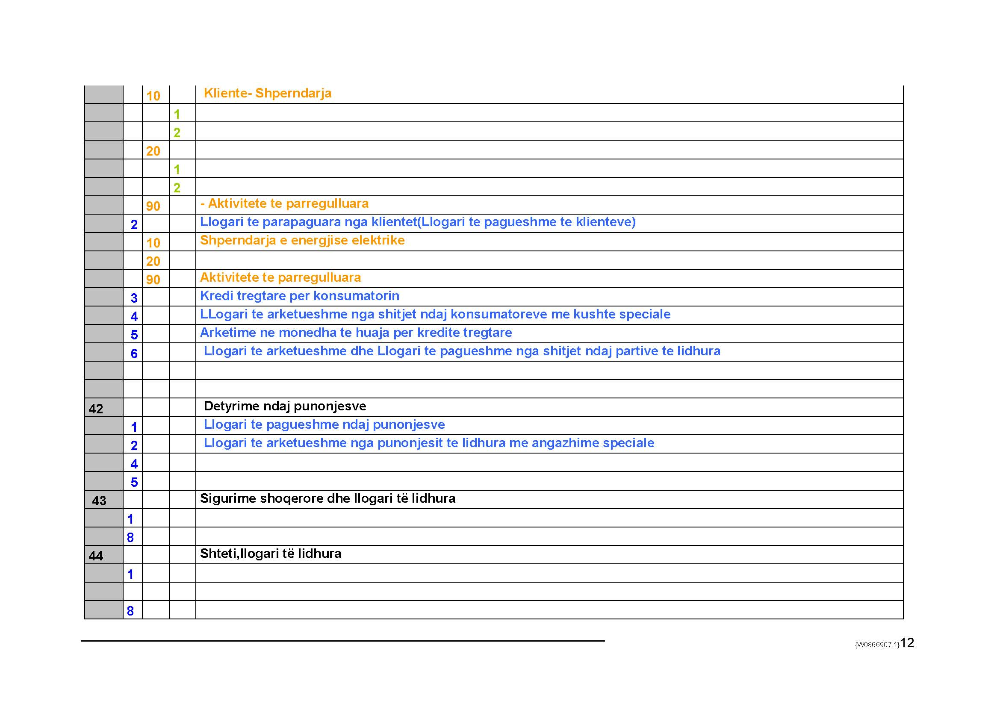 10 Kliente- Shperndarja
1
2
20
1
2
90 - Aktivitete te parregulluara
2 Llogari te parapaguara nga klientet(Llogari te pagueshme te klienteve)
10 Shperndarja e energjise elektrike
20
90 Aktivitete te parregulluara
3 Kredi tregtare per konsumatorin
4 LLogari te arketueshme nga shitjet ndaj konsumatoreve me kushte speciale
5 Arketime ne monedha te huaja per kredite tregtare
6 Llogari te arketueshme dhe Llogari te pagueshme nga shitjet ndaj partive te lidhura
42 Detyrime ndaj punonjesve
1 Llogari te pagueshme ndaj punonjesve
2 Llogari te arketueshme nga punonjesit te lidhura me angazhime speciale
4
5
43 Sigurime shoqerore dhe llogari të lidhura
1
8
44 Shteti,llogari të lidhura
1
8
{W0866907.1}12